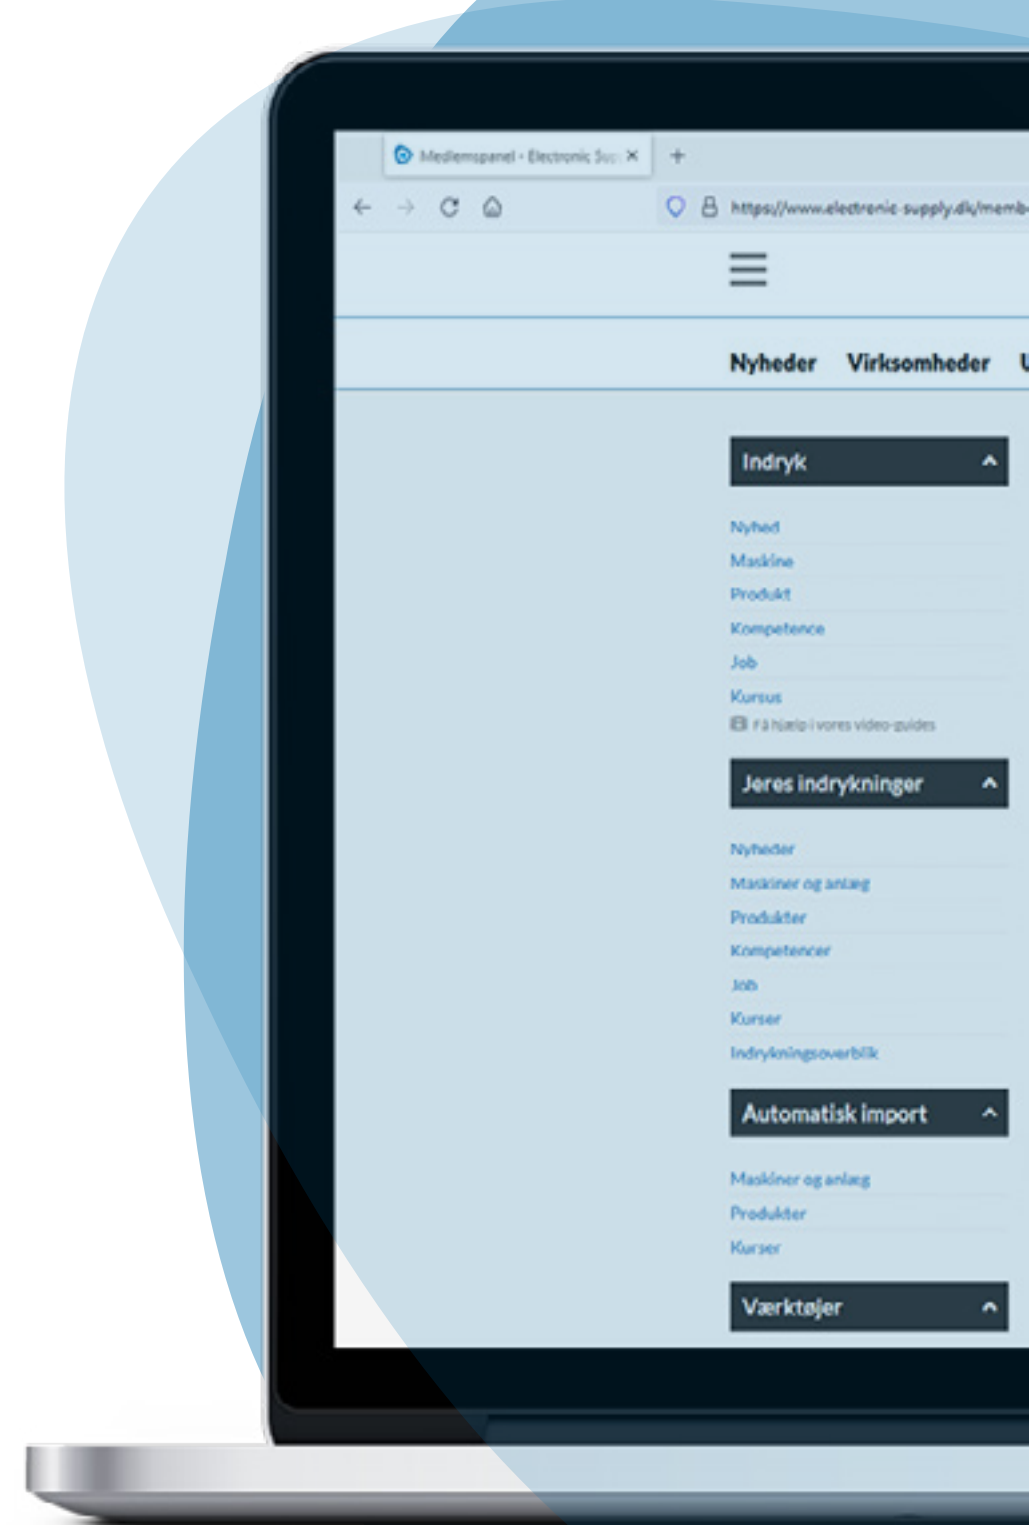 Medlemspanel - Electronic Sup
https://www.electronic-supply.dk/memb
Nyheder Virksomheder U
Indryk
Nyhed
Maskine
Produkt
Kompetence
Job
Kursus
Få hjælp i vores video-guides
Jeres indrykninger
Nyheder
Maskiner og anlæg
Produkter
Kompetencer
Job
Kurser
Indrykningsoverblik
Automatisk import
Maskiner og anlæg
Produkter
Kurser
Værktøjer